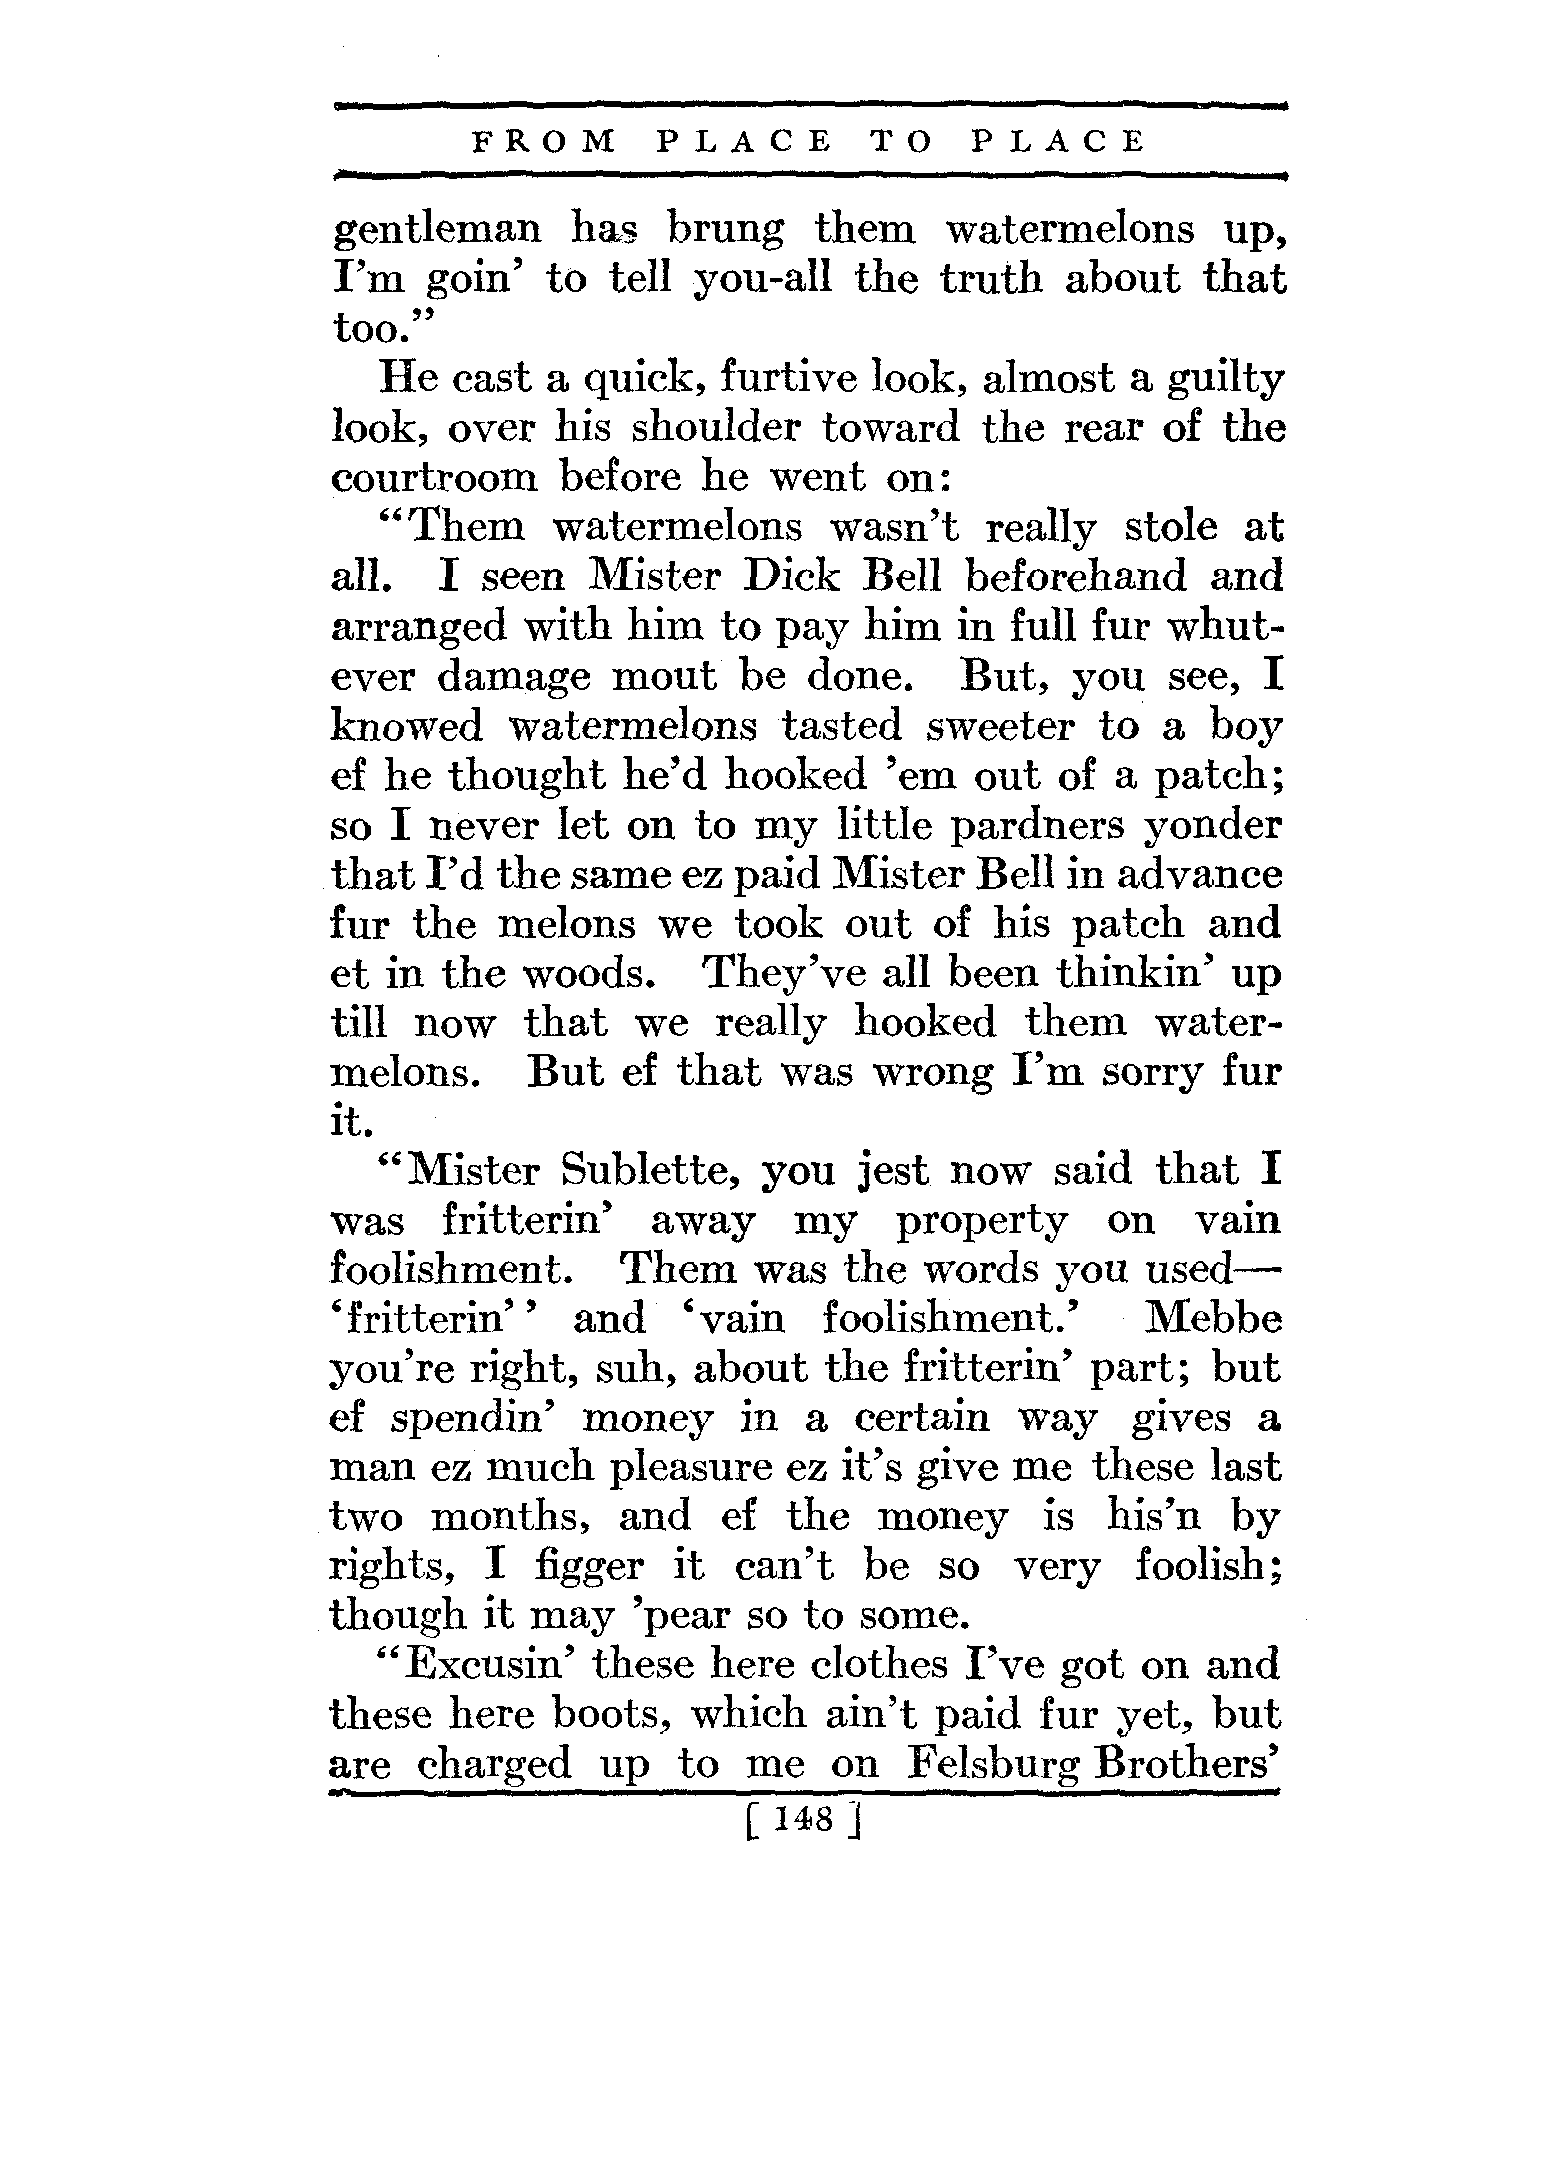 FROM PLACE TO PLACE
gentleman has brung them watermelons up,
I'm goin' to tell you-all the truth about that
too."
He cast a quick, furtive look, almost a guilty
look, over his shoulder toward the rear of the
courtroom before he went on:
"Them watermelons wasn't really stole at
all. I seen Mister Dick Bell beforehand and
arranged with him to pay him in full fur whut-
ever damage mout be done. But, you see, I
knowed watermelons tasted sweeter to a boy
ef he thought he'd hooked 'em out of a patch;
so I never let on to my little pardners yonder
that I'd the same ez paid Mister Bell in advance
fur the melons we took out of his patch and
et in the woods. They've all been thinkin' up
till now that we really hooked them water-
melons. But ef that was wrong I'm sorry fur
it.
"Mister Sublette, you jest now said that I
was fritterin' away my property on vain
foolishment. Them was the words you used—
'fritterin'' and 'vain foolishment.' Mebbe
you're right, suh, about the fritterin' part; but
ef spendin' money in a certain way gives a
man ez much pleasure ez it's give me these last
two months, and ef the money is his'n by
rights, I figger it can't be so very foolish;
though it may 'pear so to some.
"Excusin' these here clothes I've got on and
these here boots, which ain't paid fur yet, but
are charged up to me on Felsburg Brothers'
[ 148 ]